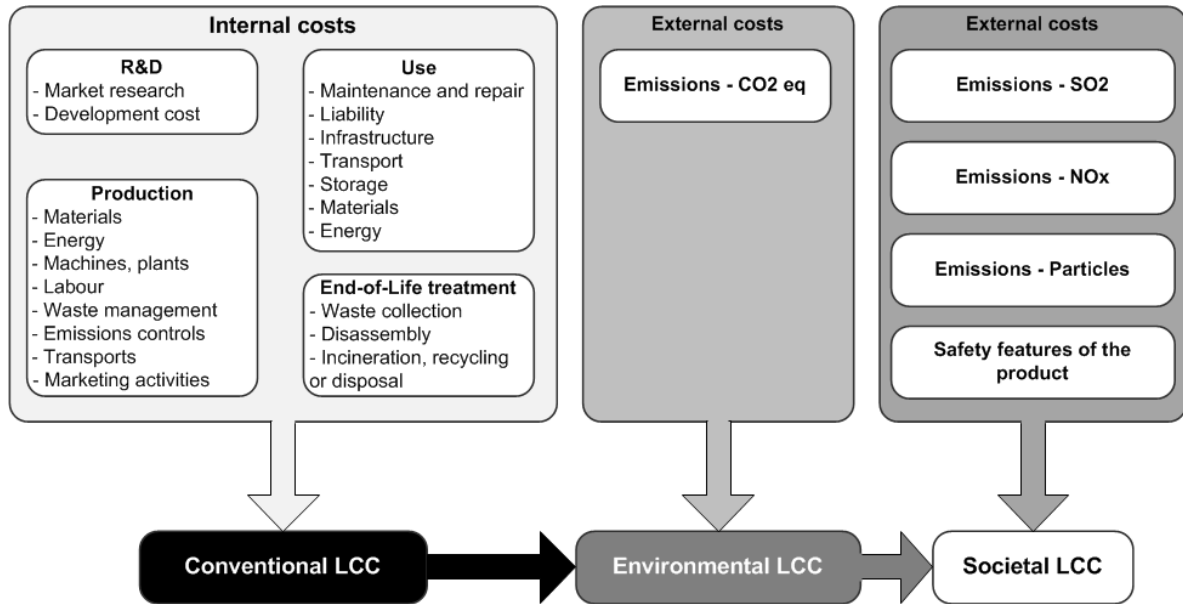 Internal costs
R&D
- Market research
- Development cost
Production
- Materials
- Energy
- Machines, plants
- Labour
- Waste management
- Emissions controls
- Transports
- Marketing activities
Use
- Maintenance and repair
- Liability
- Infrastructure
- Transport
- Storage
- Materials
- Energy
End-of-Life treatment
- Waste collection
- Disassembly
- Incineration, recycling
or disposal
External costs
Emissions - CO2 eq
External costs
Emissions - SO2
Emissions - NOx
Emissions - Particles
Safety features of the
product
Conventional LCC
Environmental LCC
Societal LCC